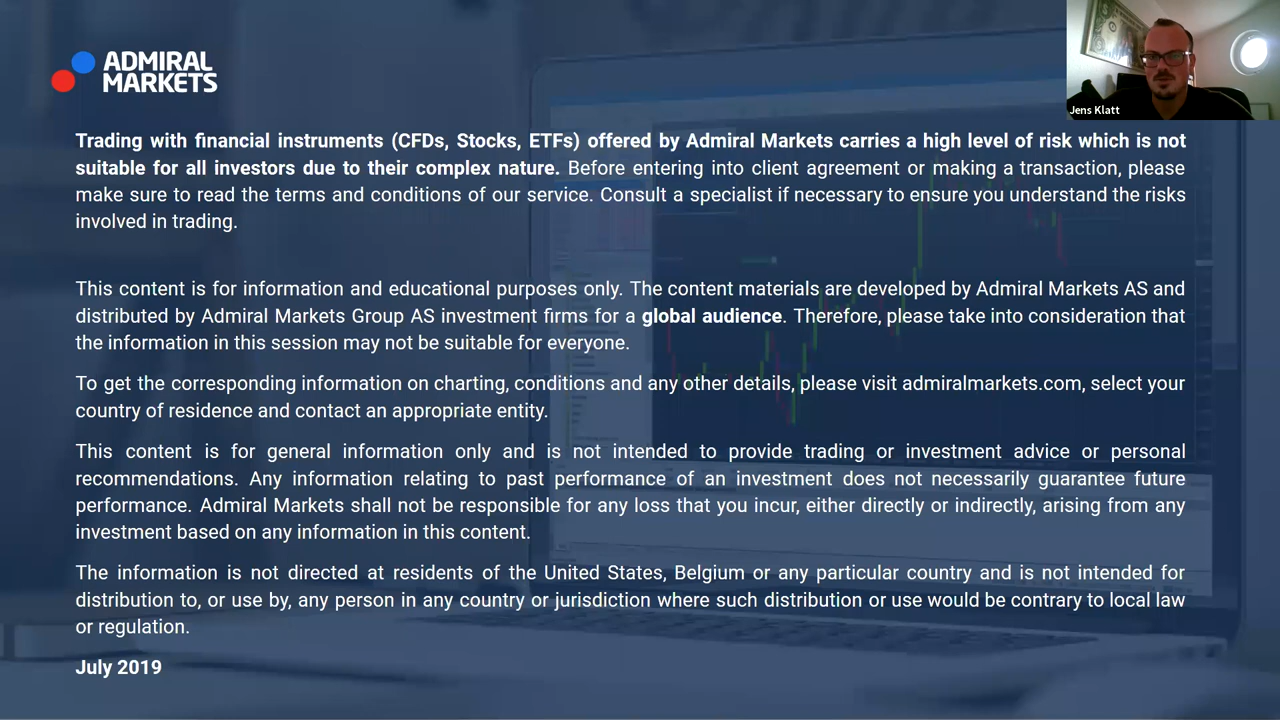 ADMIRAL
MARKETS
Jens Klatt
Trading with financial instruments (CFDs, Stocks, ETFs) offered by Admiral Markets carries a high level of risk which is not
suitable for all investors due to their complex nature. Before entering into client agreement or making a transaction, please
make sure to read the terms and conditions of our service. Consult a specialist if necessary to ensure you understand the risks
involved in trading.
This content is for information and educational purposes only. The content materials are developed by Admiral Markets AS and
distributed by Admiral Markets Group AS investment firms for a global audience. Therefore, please take into consideration that
the information in this session may not be suitable for everyone.
To get the corresponding information on charting, conditions and any other details, please visit admiralmarkets.com, select your
country of residence and contact an appropriate entity.
This content is for general information only and is not intended to provide trading or investment advice or personal
recommendations. Any information relating to past performance of an investment does not necessarily guarantee future
performance. Admiral Markets shall not be responsible for any loss that you incur, either directly or indirectly, arising from any
investment based on any information in this content.
The information is not directed at residents of the United States, Belgium or any particular country and is not intended for
distribution to, or use by, any person in any country or jurisdiction where such distribution or use would be contrary to local law
or regulation.
July 2019